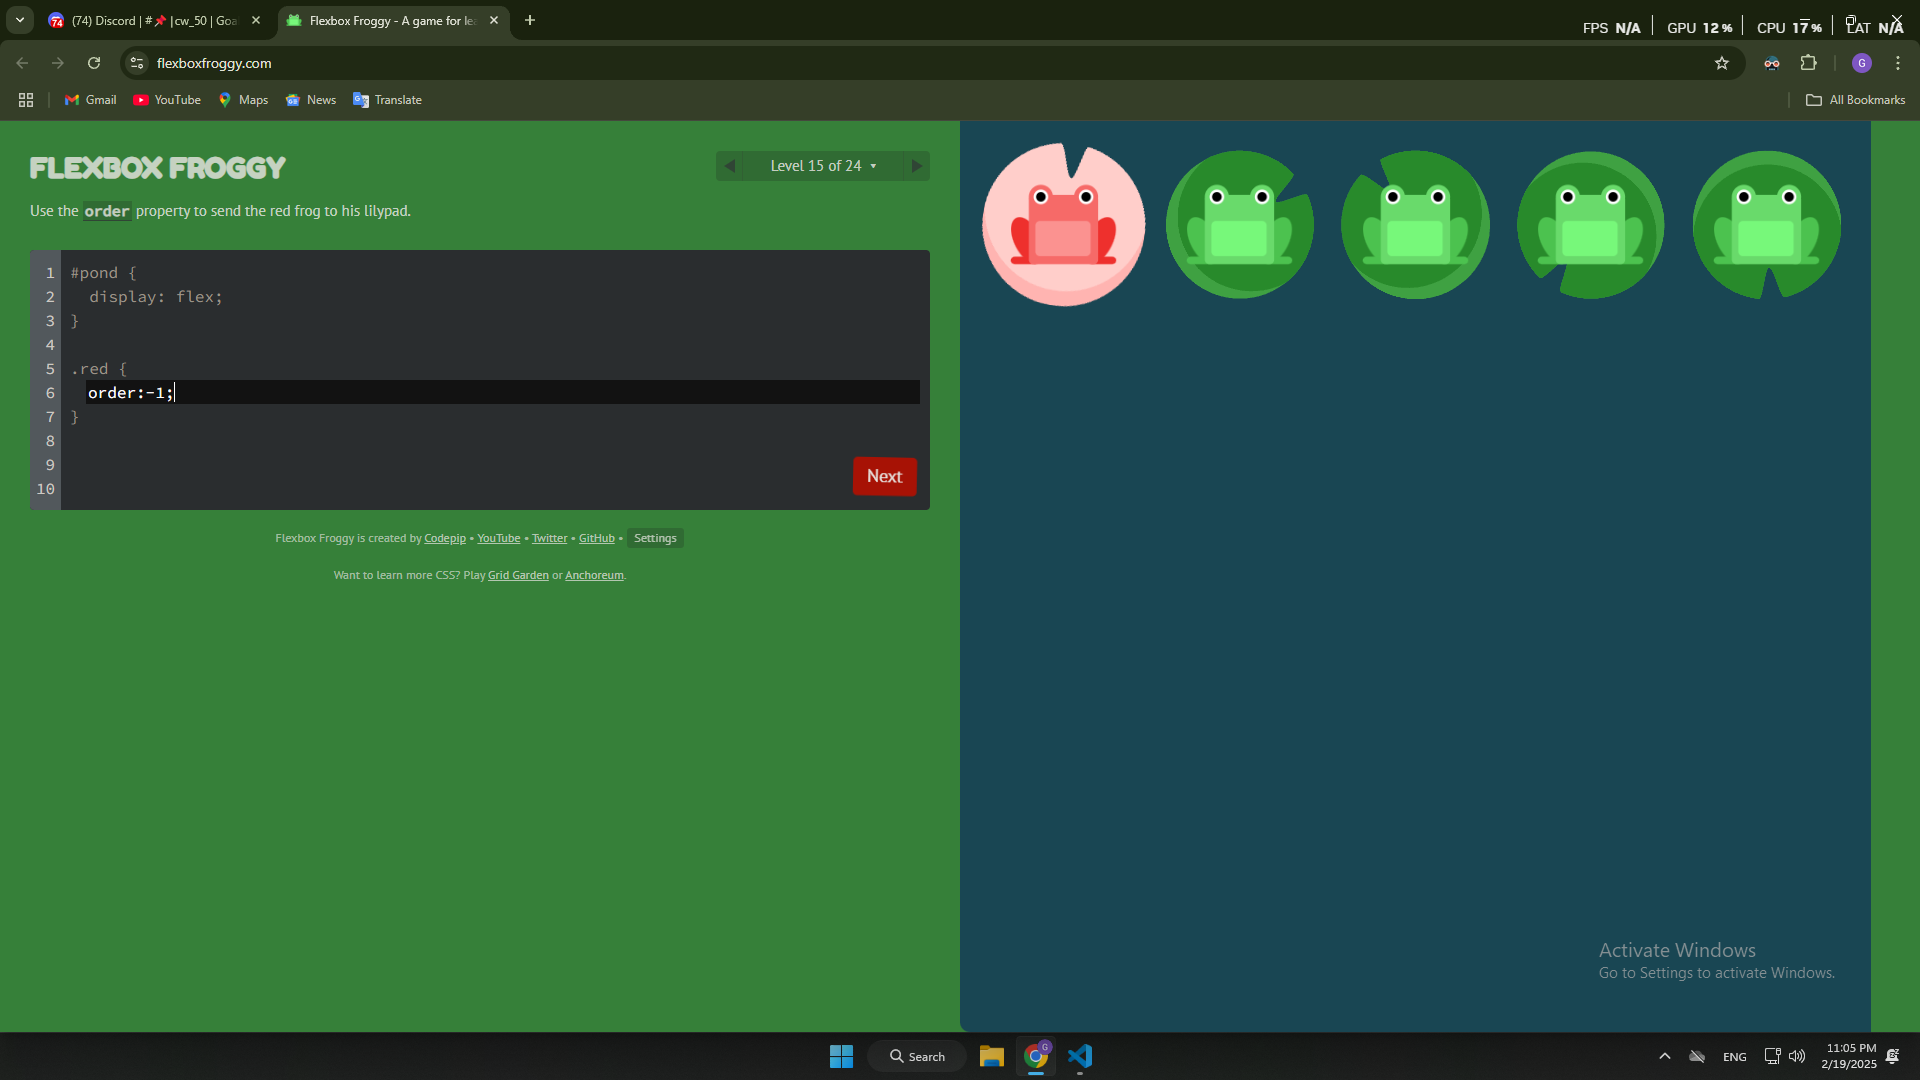 (74) Discord | #📌 |cw_50 | Goa
Flexbox Froggy - A game for lea
FPS N/A
GPU 12 %
CPU 17 %
LAT N/A
flexboxfroggy.com
G
Gmail
YouTube
Maps
News
Translate
All Bookmarks
FLEXBOX FROGGY
Level 15 of 24
Use the order property to send the red frog to his lilypad.
1 #pond {
2 display: flex;
3 }
4
5 .red {
6 order:-1;
7 }
8
9
10
Next
Flexbox Froggy is created by Codepip • YouTube • Twitter • GitHub • Settings
Want to learn more CSS? Play Grid Garden or Anchoreum.
Activate Windows
Go to Settings to activate Windows.
Search
G
ENG
11:05 PM
2/19/2025